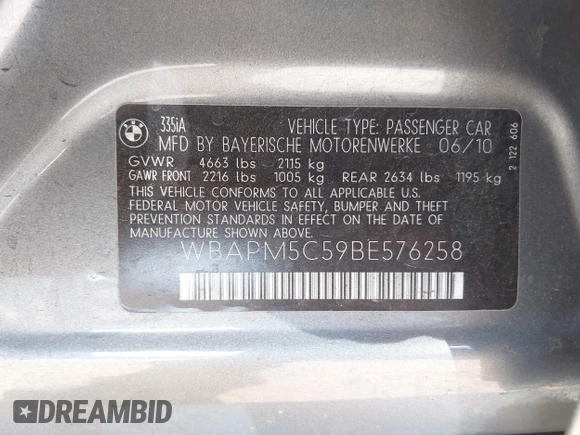 BMW
335iA VEHICLE TYPE: PASSENGER CAR
MFD BY BAYERISCHE MOTORENWERKE 06/10
GVWR 4663 lbs 2115 kg
GAWR FRONT 2216 lbs 1005 kg REAR 2634 lbs 1195 kg
THIS VEHICLE CONFORMS TO ALL APPLICABLE
FEDERAL MOTOR VEHICLE SAFETY, BUMPER AND THEFT
STANDARDS IN EFFECT ON THE DATE OF
MANUFACTURE SHOWN ABOVE.
WBAPM5C59BE576258
2 122 606
DREAMBID